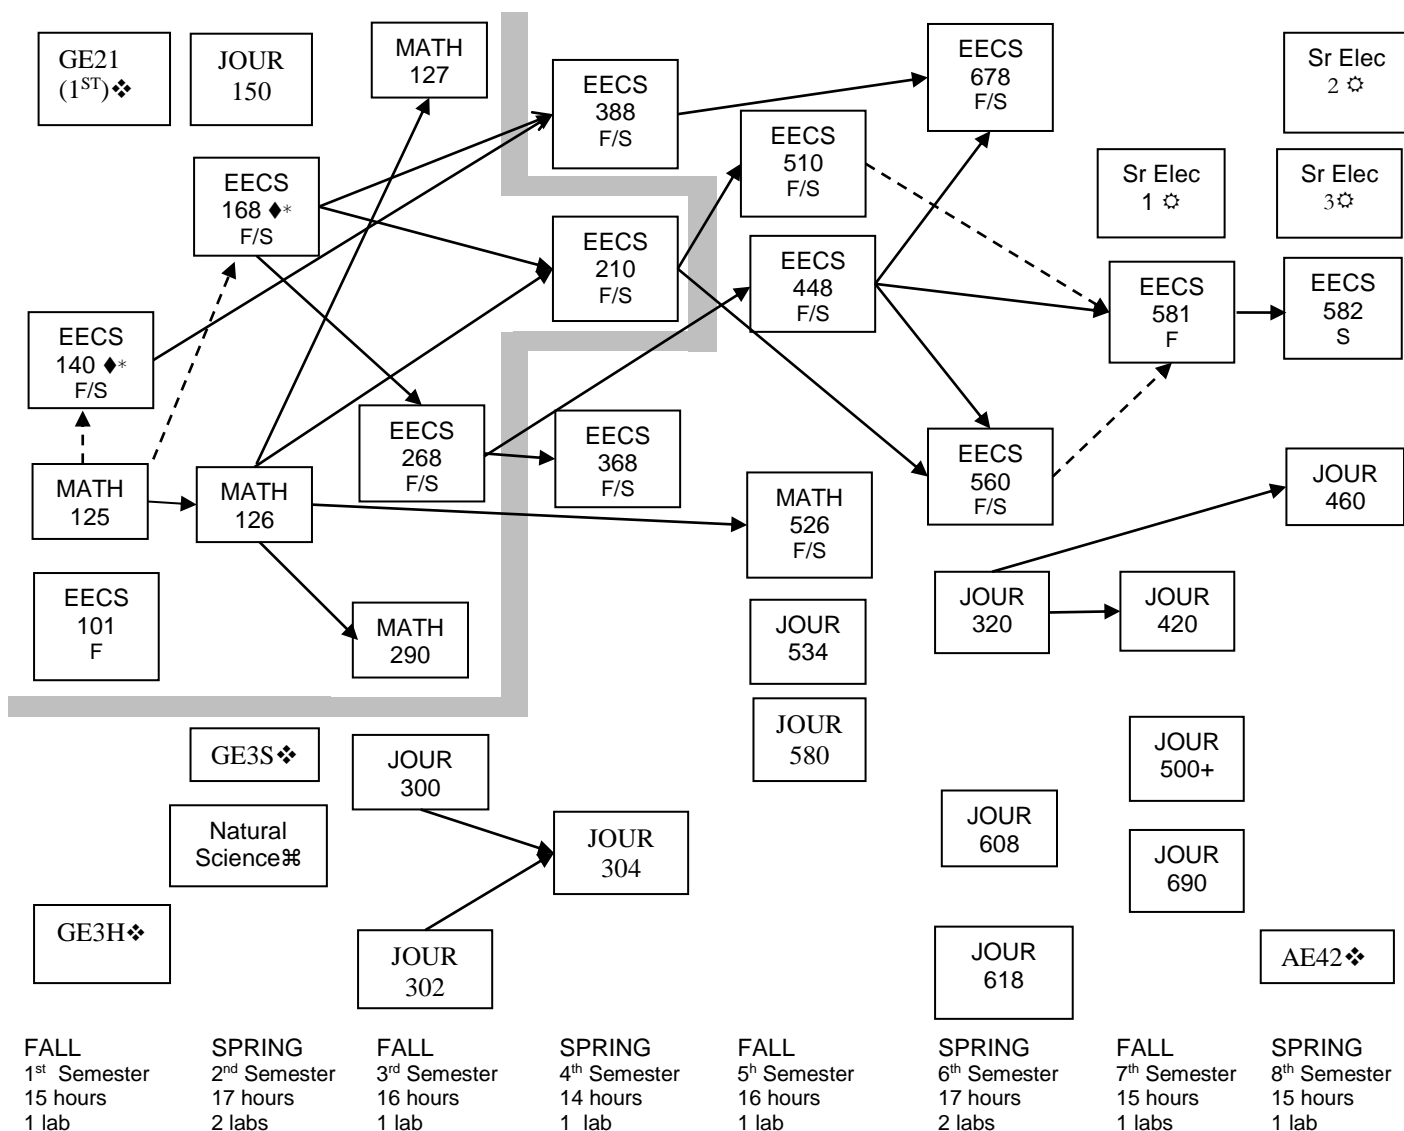 GE21
(1ST)❖
JOUR
150
MATH
127
EECS
388
F/S
EECS
678
F/S
Sr Elec
2 ☼
EECS
168 ♦*
F/S
EECS
510
F/S
Sr Elec
1 ☼
Sr Elec
3☼
EECS
210
F/S
EECS
448
F/S
EECS
581
F
EECS
582
S
EECS
140 ♦*
F/S
EECS
268
F/S
EECS
368
F/S
EECS
560
F/S
MATH
125
MATH
126
MATH
526
F/S
JOUR
460
EECS
101
F
MATH
290
JOUR
534
JOUR
320
JOUR
420
GE3S❖
JOUR
300
JOUR
580
JOUR
500+
Natural
Science⌘
JOUR
304
JOUR
608
JOUR
690
GE3H❖
JOUR
302
JOUR
618
AE42❖
FALL
1st Semester
15 hours
1 lab
SPRING
2nd Semester
17 hours
2 labs
FALL
3rd Semester
16 hours
1 lab
SPRING
4th Semester
14 hours
1 lab
FALL
5h Semester
16 hours
1 lab
SPRING
6th Semester
17 hours
2 labs
FALL
7th Semester
15 hours
1 labs
SPRING
8th Semester
15 hours
1 lab